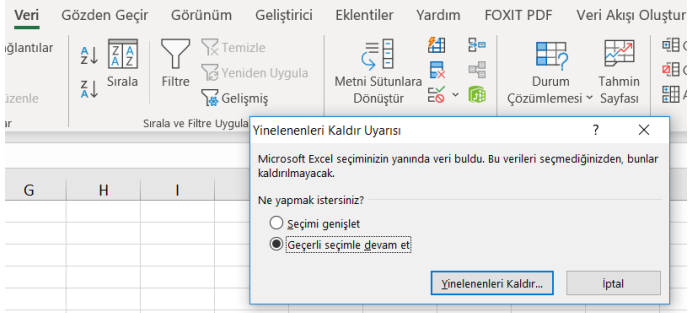 Veri Gözden Geçir Görünüm Geliştirici Eklentiler Yardım FOXIT PDF Veri Akışı Oluştur
Temizle
Yeniden Uygula
Gelişmiş
Sırala
Filtre
Sırala ve Filtre Uygula
Metni Sütunlara
Dönüştür
Durum
Çözümlemesi
Tahmin
Sayfası
Yinelenenleri Kaldır Uyarısı
Microsoft Excel seçiminizin yanında veri buldu. Bu verileri seçmediğinizden, bunlar
kaldırılmayacak.
Ne yapmak istersiniz?
Seçimi genişlet
Geçerli seçimle devam et
Yinelenenleri Kaldır... İptal
G H I